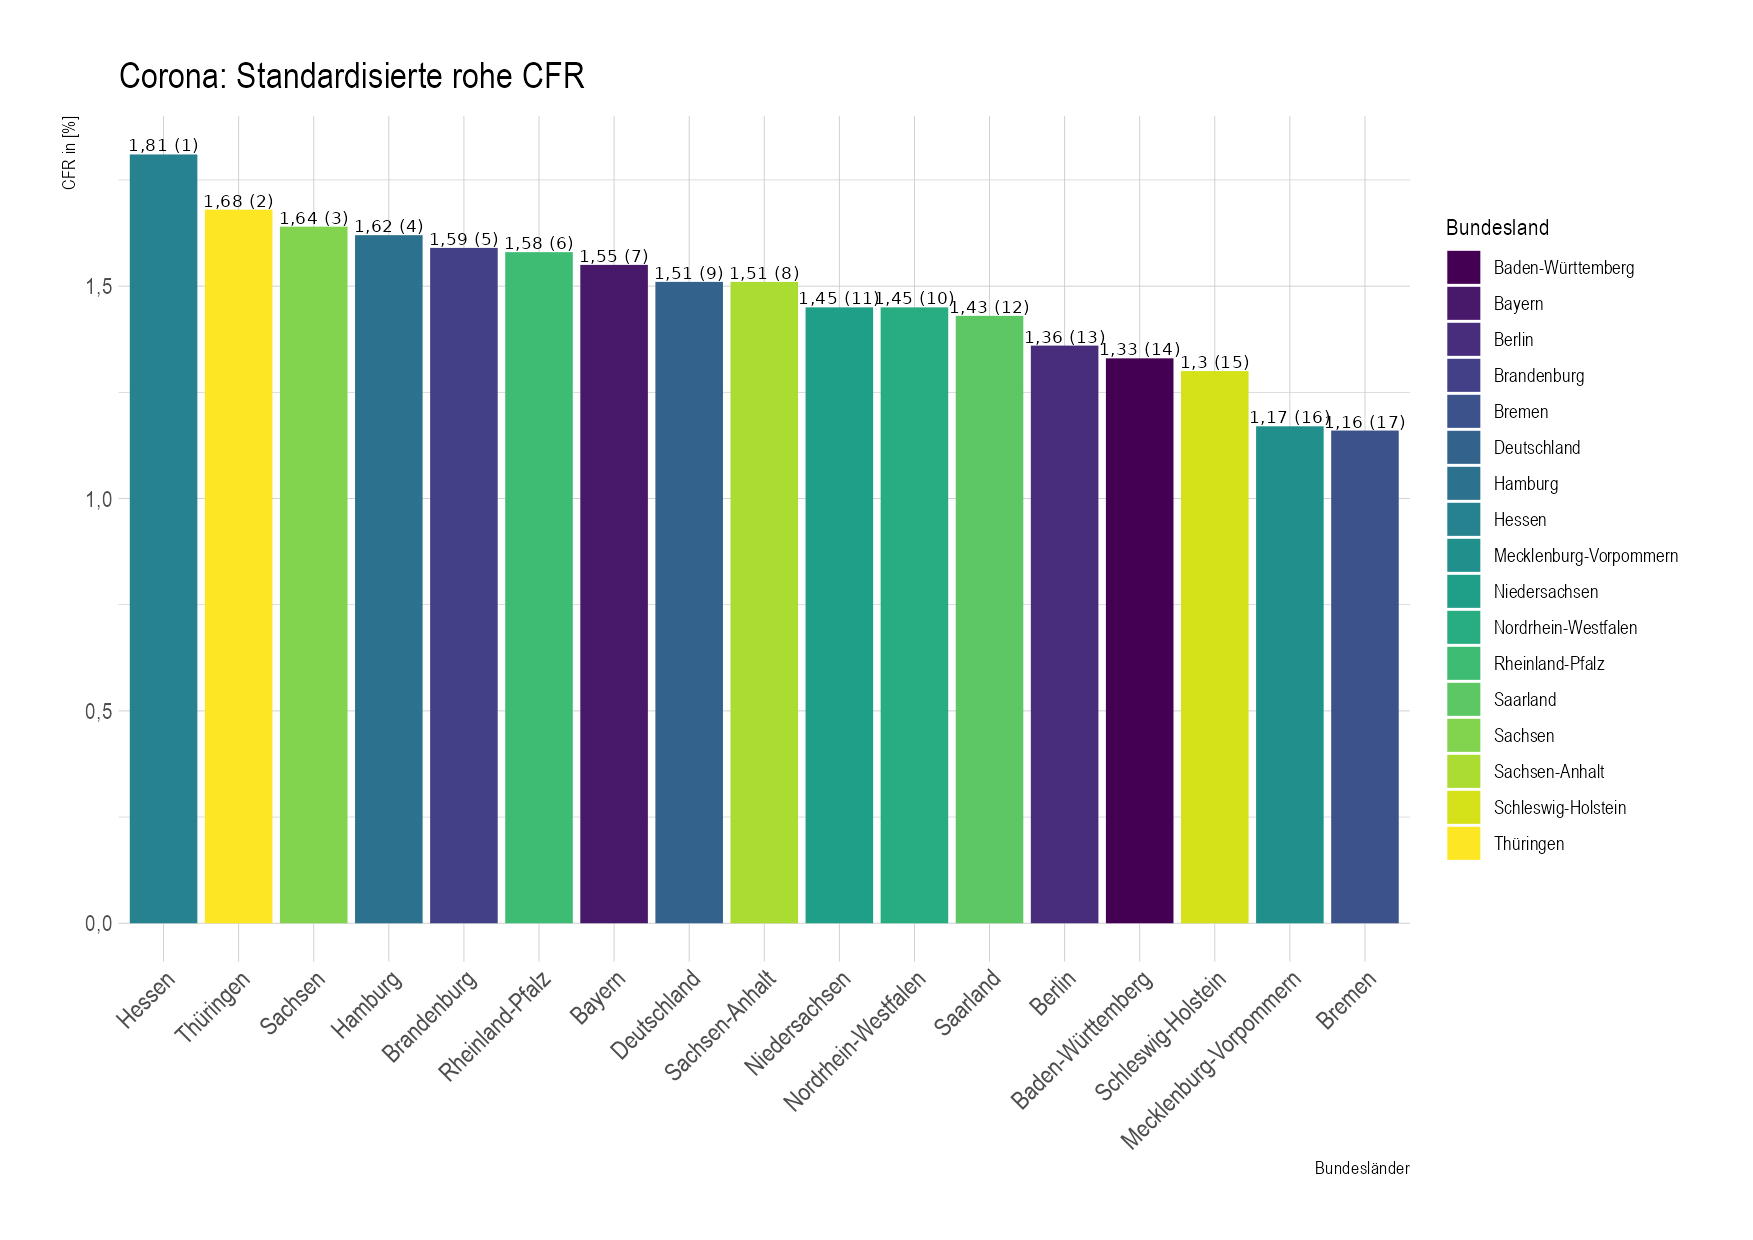 Corona: Standardisierte rohe CFR
CFR in [%]
1,81 (1)
1,68 (2)
1,64 (3)
1,62 (4)
1,59 (5)
1,58 (6)
1,55 (7)
1,51 (9)
1,51 (8)
1,45 (11)
1,45 (10)
1,43 (12)
1,36 (13)
1,33 (14)
1,3 (15)
1,17 (16)
1,16 (17)
1,5
1,0
0,5
0,0
Hessen
Thüringen
Sachsen
Hamburg
Brandenburg
Rheinland-Pfalz
Bayern
Deutschland
Sachsen-Anhalt
Niedersachsen
Nordrhein-Westfalen
Saarland
Berlin
Baden-Württemberg
Schleswig-Holstein
Mecklenburg-Vorpommern
Bremen
Bundesländer
Bundesland
Baden-Württemberg
Bayern
Berlin
Brandenburg
Bremen
Deutschland
Hamburg
Hessen
Mecklenburg-Vorpommern
Niedersachsen
Nordrhein-Westfalen
Rheinland-Pfalz
Saarland
Sachsen
Sachsen-Anhalt
Schleswig-Holstein
Thüringen